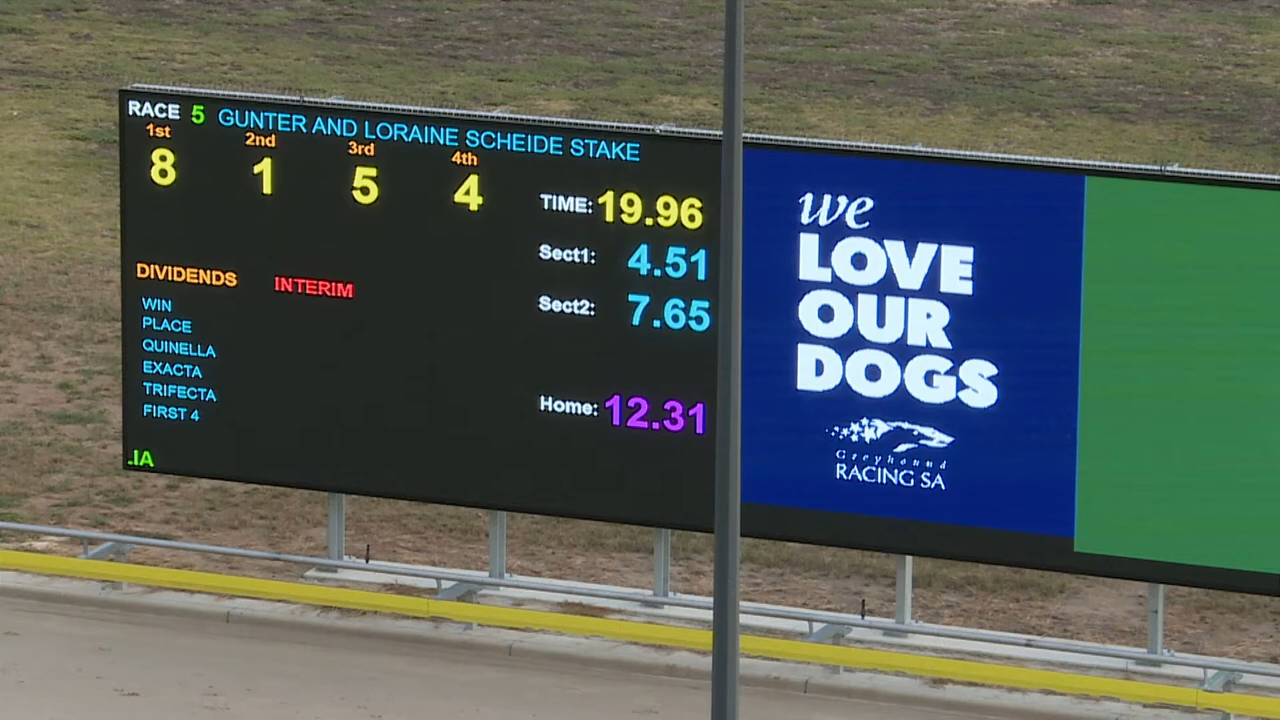 RACE 5 GUNTER AND LORAINE SCHEIDE STAKE
1st 2nd 3rd 4th
8 1 5 4
TIME: 19.96
Sect1: 4.51
Sect2: 7.65
Home: 12.31
DIVIDENDS INTERIM
WIN
PLACE
QUINELLA
EXACTA
TRIFECTA
FIRST 4
.IA
we
LOVE
OUR
DOGS
Greyhound
RACING SA